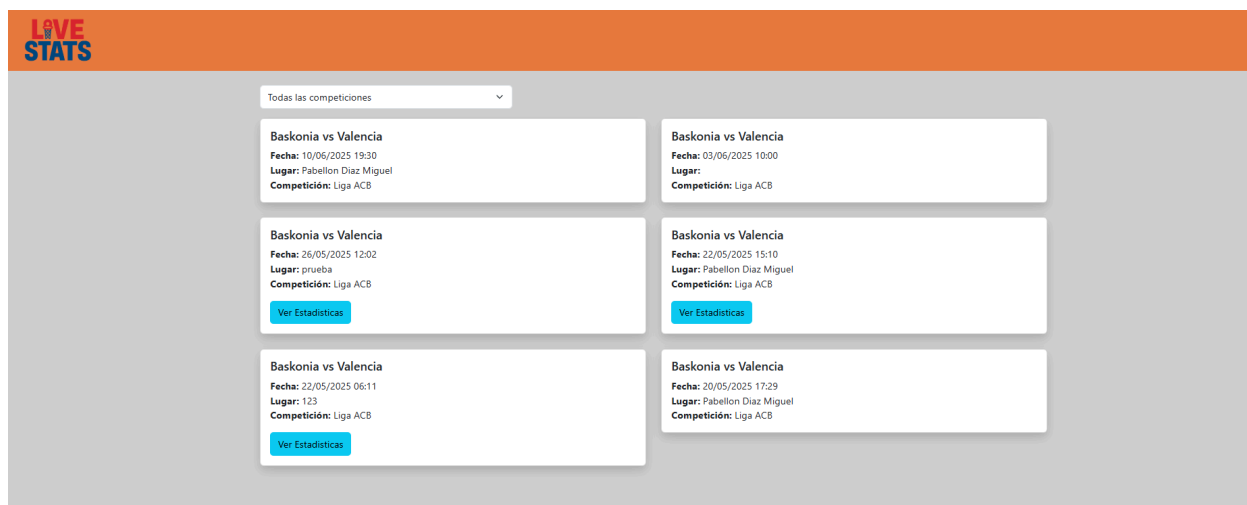 LIVE
STATS
Todas las competiciones
Baskonia vs Valencia
Fecha: 10/06/2025 19:30
Lugar: Pabellon Diaz Miguel
Competición: Liga ACB
Baskonia vs Valencia
Fecha: 03/06/2025 10:00
Lugar:
Competición: Liga ACB
Baskonia vs Valencia
Fecha: 26/05/2025 12:02
Lugar: prueba
Competición: Liga ACB
Ver Estadisticas
Baskonia vs Valencia
Fecha: 22/05/2025 15:10
Lugar: Pabellon Diaz Miguel
Competición: Liga ACB
Ver Estadisticas
Baskonia vs Valencia
Fecha: 22/05/2025 06:11
Lugar: 123
Competición: Liga ACB
Ver Estadisticas
Baskonia vs Valencia
Fecha: 20/05/2025 17:29
Lugar: Pabellon Diaz Miguel
Competición: Liga ACB